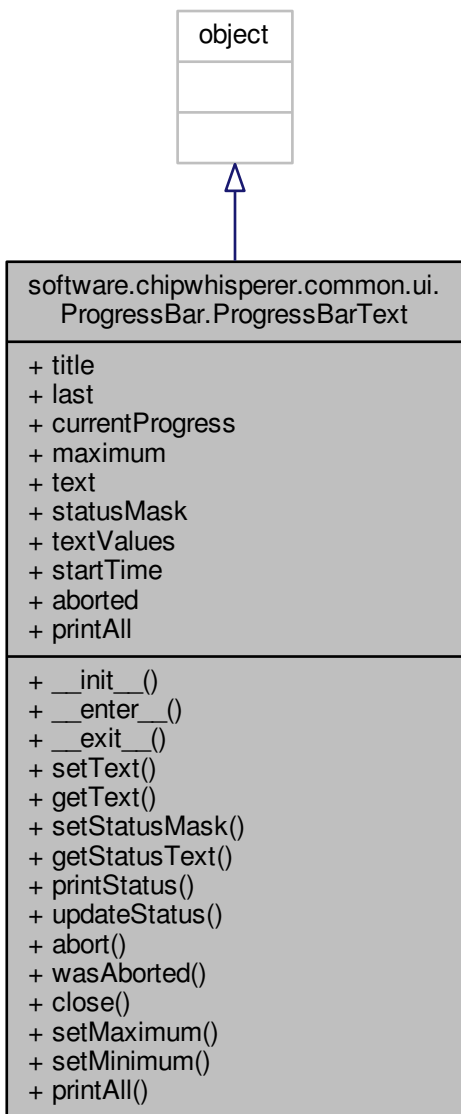 object
software.chipwhisperer.common.ui.
ProgressBar.ProgressBarText
+ title
+ last
+ currentProgress
+ maximum
+ text
+ statusMask
+ textValues
+ startTime
+ aborted
+ printAll
+ __init__()
+ __enter__()
+ __exit__()
+ setText()
+ getText()
+ setStatusMask()
+ getStatusText()
+ printStatus()
+ updateStatus()
+ abort()
+ wasAborted()
+ close()
+ setMaximum()
+ setMinimum()
+ printAll()